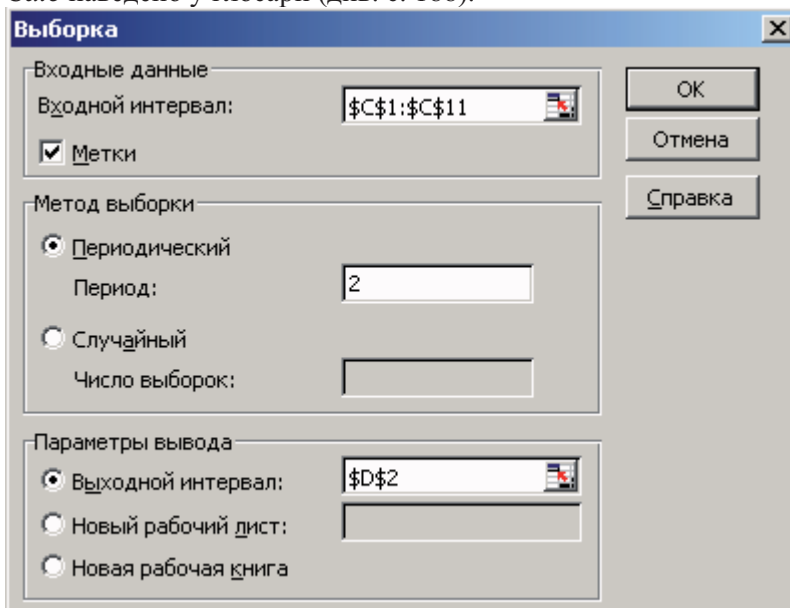 Выборка
Входные данные
Входной интервал: $C$1:$C$11
Метки
Метод выборки
Периодический
Период: 2
Случайный
Число выборок:
Параметры вывода
Выходной интервал: $D$2
Новый рабочий лист:
Новая рабочая книга
ОК
Отмена
Справка